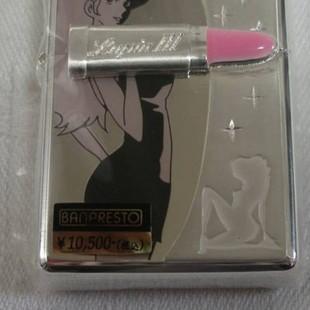 Lupin III
BANPRESTO
¥10,500-(税込)